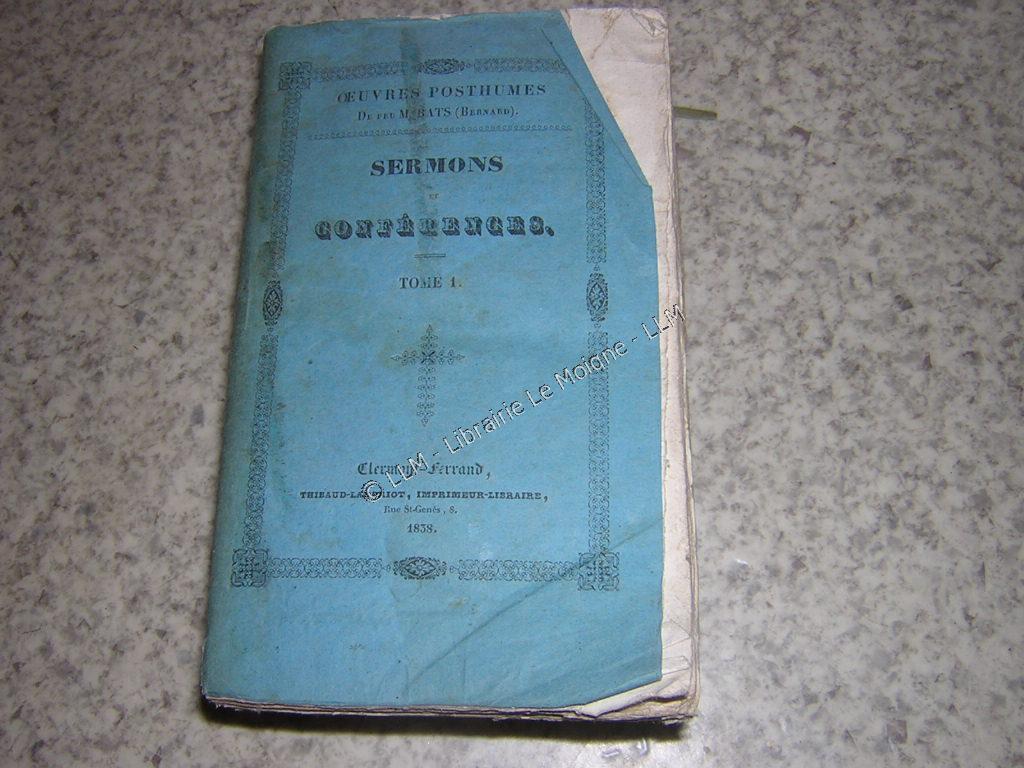 ŒUVRES POSTHUMES
DE FEU Mr BATS (BERNARD).
SERMONS
ET
CONFÉRENCES.
TOME 1.
Clermont-Ferrand,
THIBAUD-LANDRIOT, IMPRIMEUR-LIBRAIRE,
Rue St-Genès, 8.
1838.
© LLM - Librairie Le Moigne - LLM